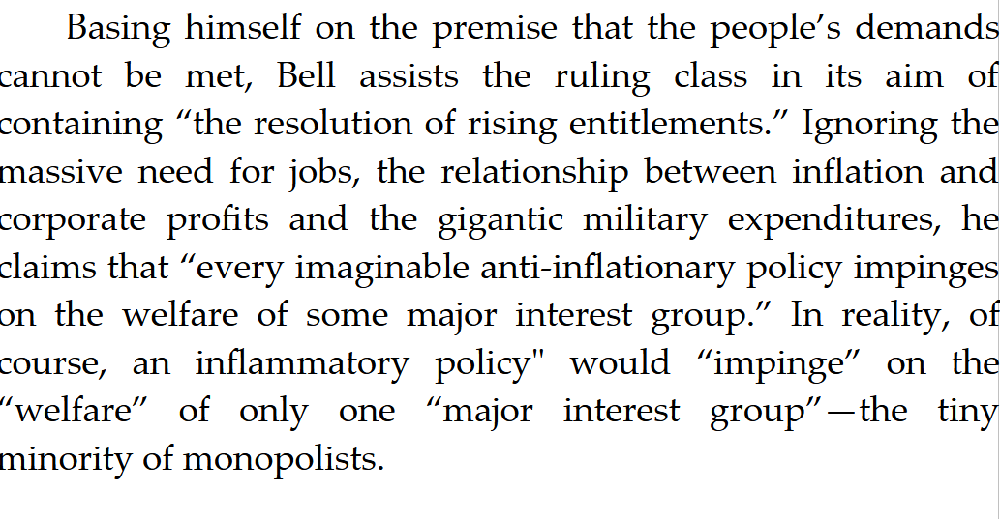 Basing himself on the premise that the people’s demands
cannot be met, Bell assists the ruling class in its aim of
containing “the resolution of rising entitlements.” Ignoring the
massive need for jobs, the relationship between inflation and
corporate profits and the gigantic military expenditures, he
claims that “every imaginable anti-inflationary policy impinges
on the welfare of some major interest group.” In reality, of
course, an inflammatory policy" would “impinge” on the
“welfare” of only one “major interest group”—the tiny
minority of monopolists.